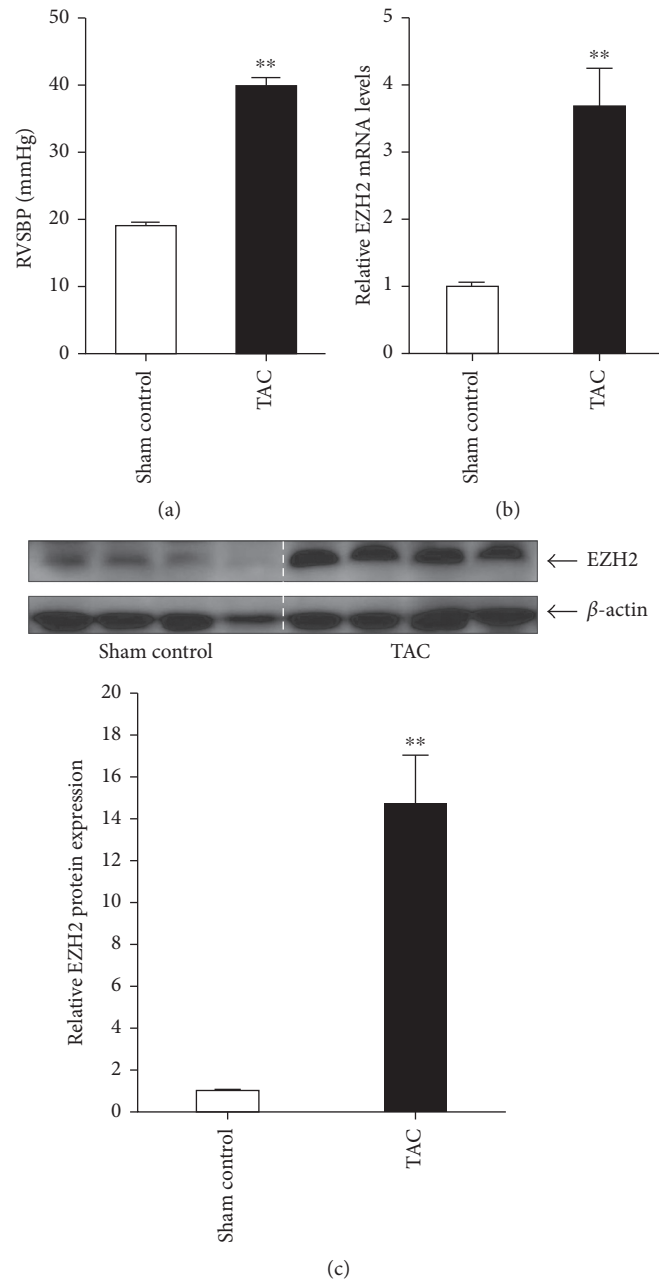 50
40
30
20
10
0
RVSBP (mmHg)
**
Sham control
TAC
(a)
5
4
3
2
1
0
Relative EZH2 mRNA levels
**
Sham control
TAC
(b)
← EZH2
← β-actin
Sham control TAC
20
18
16
14
12
10
8
6
4
2
0
Relative EZH2 protein expression
**
Sham control
TAC
(c)